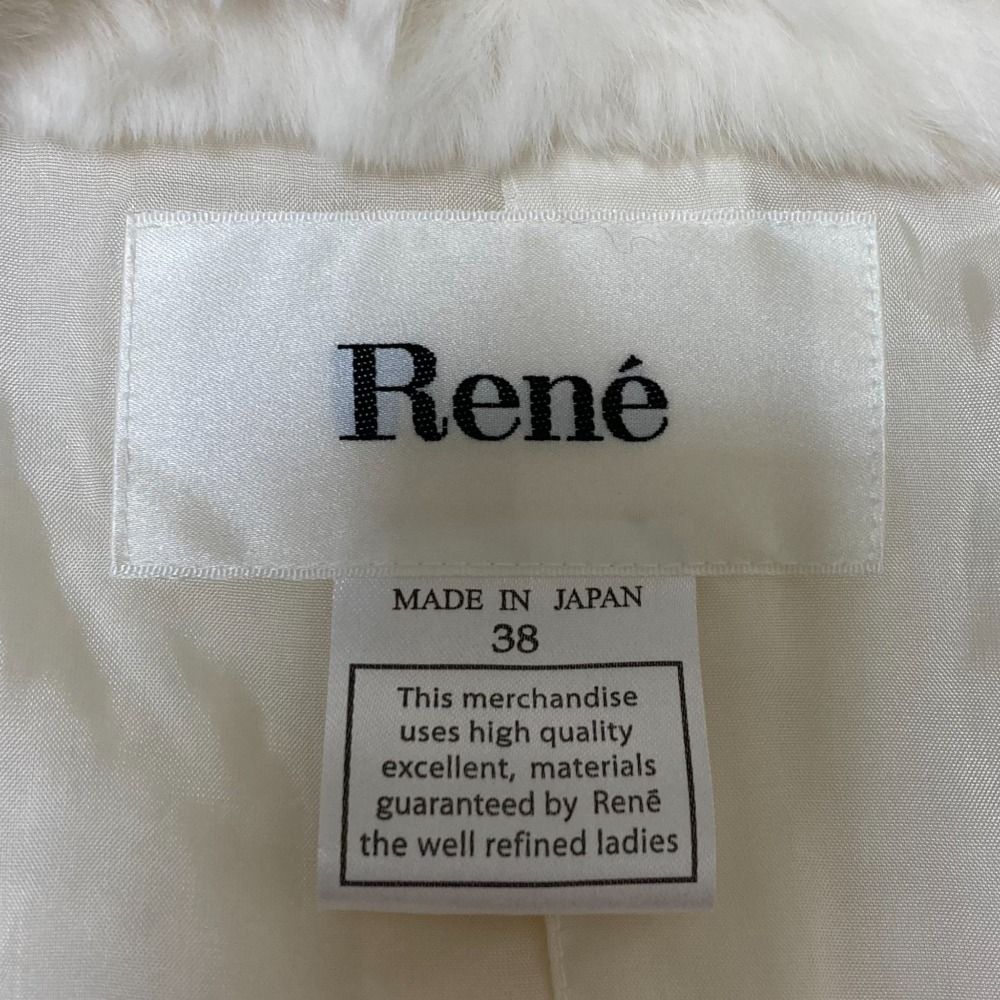 René
MADE IN JAPAN
38
This merchandise
uses high quality
excellent, materials
guaranteed by Renē
the well refined ladies